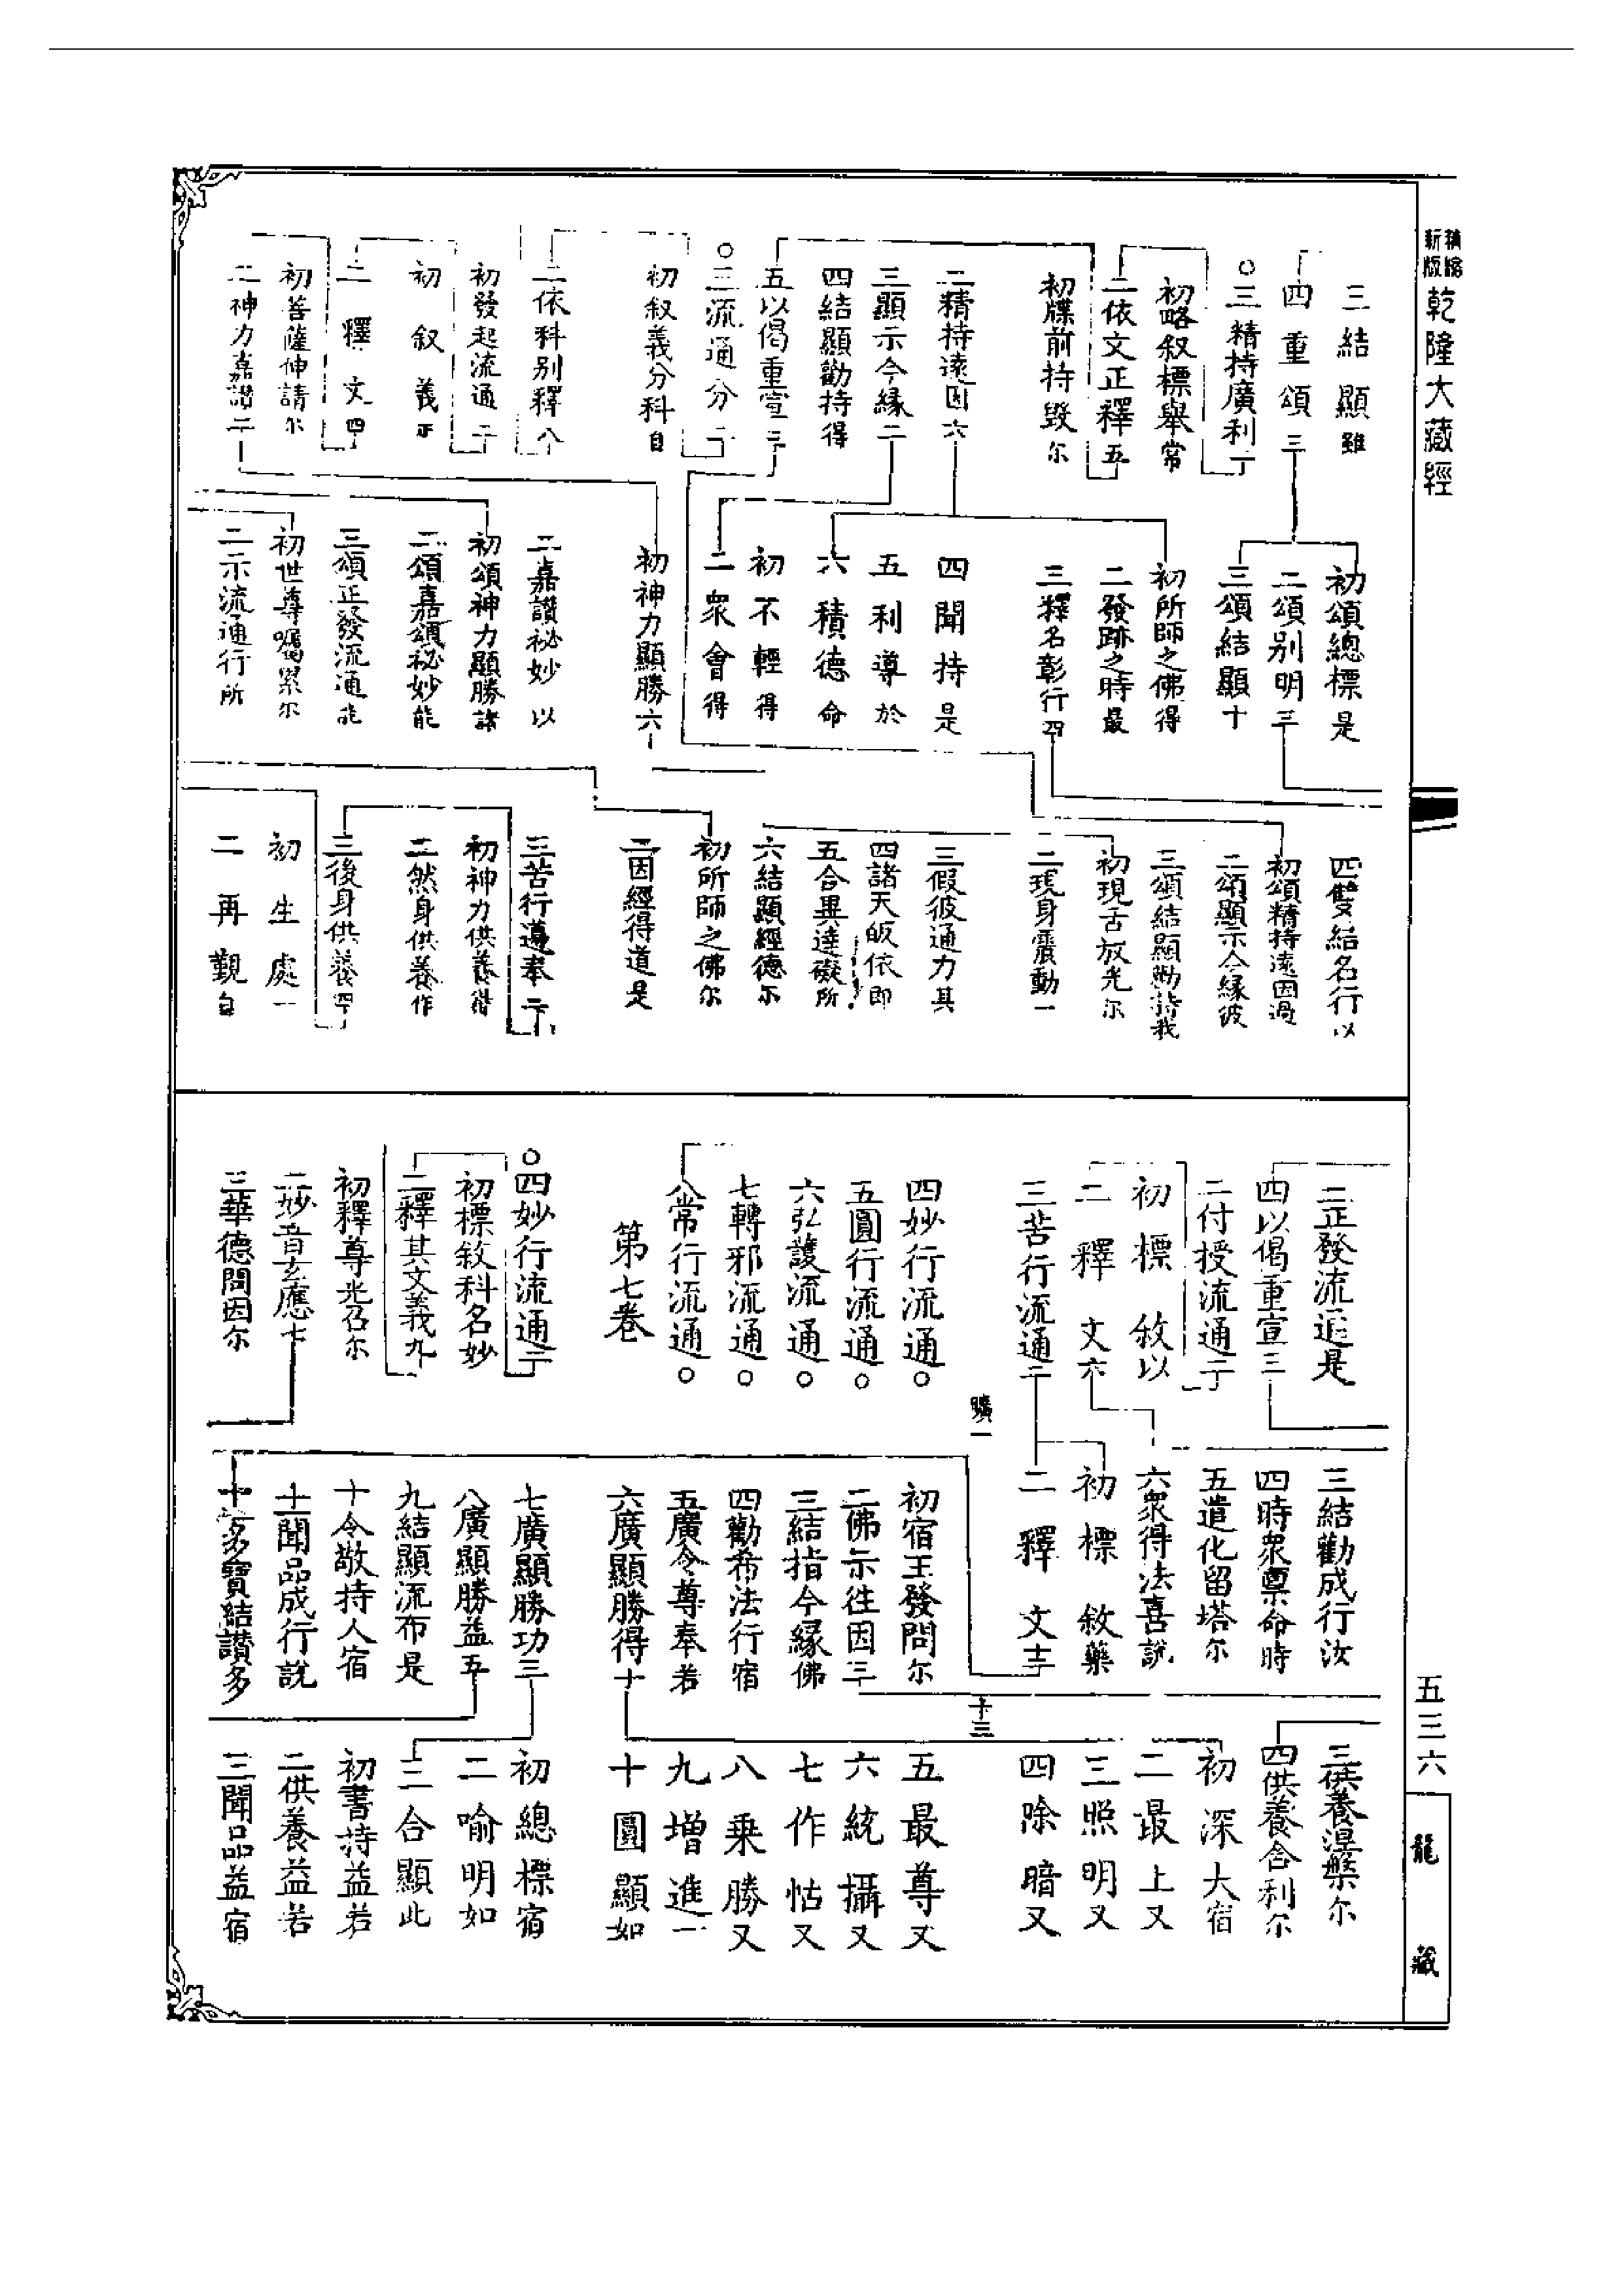 新版
乾隆大藏經
三結顯雖
四重頌三
○三精持廣利二
初略叙標舉常
二依文正釋五
初牒前持毀尔
二精持遠因六
三顯示今緣二
四結顯勸持得
五以偈重宣三
○三流通分二
初叙義分科自
二依科别釋八
初發起流通二
初叙義正
二釋文四
初菩薩伸請尔
二神力嘉讚二
初頌總標是
二頌别明三
三頌結顯十
初所師之佛得
二發跡之時最
三釋名彰行四
四聞持是
五利導於
六積德命
初不輕得
二衆會得
初神力顯勝六
二嘉讚祕妙以
初頌神力顯勝諸
二頌嘉頌祕妙能
三頌正發流通能
初世尊囑累尔
二示流通行所
四雙結名行以
初頌精持遠因過
二頌顯示今緣彼
三頌結顯勸持我
初現舌放光尔
二現身震動一
三假彼通力其
四諸天皈依即
五合異達礙所
六結顯經德尔
初所師之佛尔
二因經得道是
三苦行遵奉二
初神力供養得
二然身供養作
三後身供養四
初生處一
二再覲自
二正發流通是
四以偈重宣三
二付授流通二
初標敘以
二釋文六
三苦行流通二
四妙行流通○
五圓行流通○
六弘護流通○
七轉邪流通○
八常行流通○
第七卷
○四妙行流通二
初標敘科名妙
二釋其文義九
初釋尊光召尔
二妙音玄應七
三華德問因尔
三結勸成行汝
四時衆禀命時
五遣化留塔尔
六衆得法喜說
初標敘藥
二釋文十二
初宿王發問尔
二佛示往因三
三結指今緣佛
四勸希法行宿
五廣令尊奉若
六廣顯勝得十
七廣顯勝功三
八廣顯勝益五
九結顯流布是
十令敬持人宿
十一聞品成行說
十二多寶結讚多
三供養湼槃尔
四供養舍利尔
初深大宿
二最上又
三照明又
四除暗又
五最尊又
六統攝又
七作怙又
八乘勝又
九增進一
十圓顯如
初總標宿
二喻明如
三合顯此
初書持益若
二供養益若
三聞品益宿
十三
五三六
龍藏